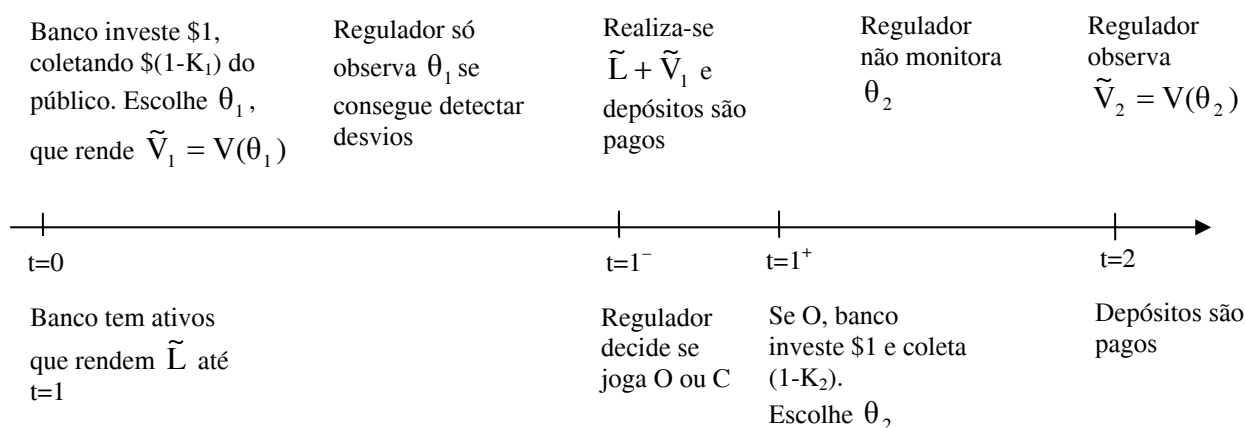 Banco investe $1,
coletando $(1-K₁) do
público. Escolhe θ₁,
que rende Ṽ₁ = V(θ₁)
Regulador só
observa θ₁ se
consegue detectar
desvios
Realiza-se
L̃ + Ṽ₁ e
depósitos são
pagos
Regulador
não monitora
θ₂
Regulador
observa
Ṽ₂ = V(θ₂)
t=0
t=1⁻
t=1⁺
t=2
Banco tem ativos
que rendem L̃ até
t=1
Regulador
decide se
joga O ou C
Se O, banco
investe $1 e coleta
(1-K₂).
Escolhe θ₂
Depósitos são
pagos